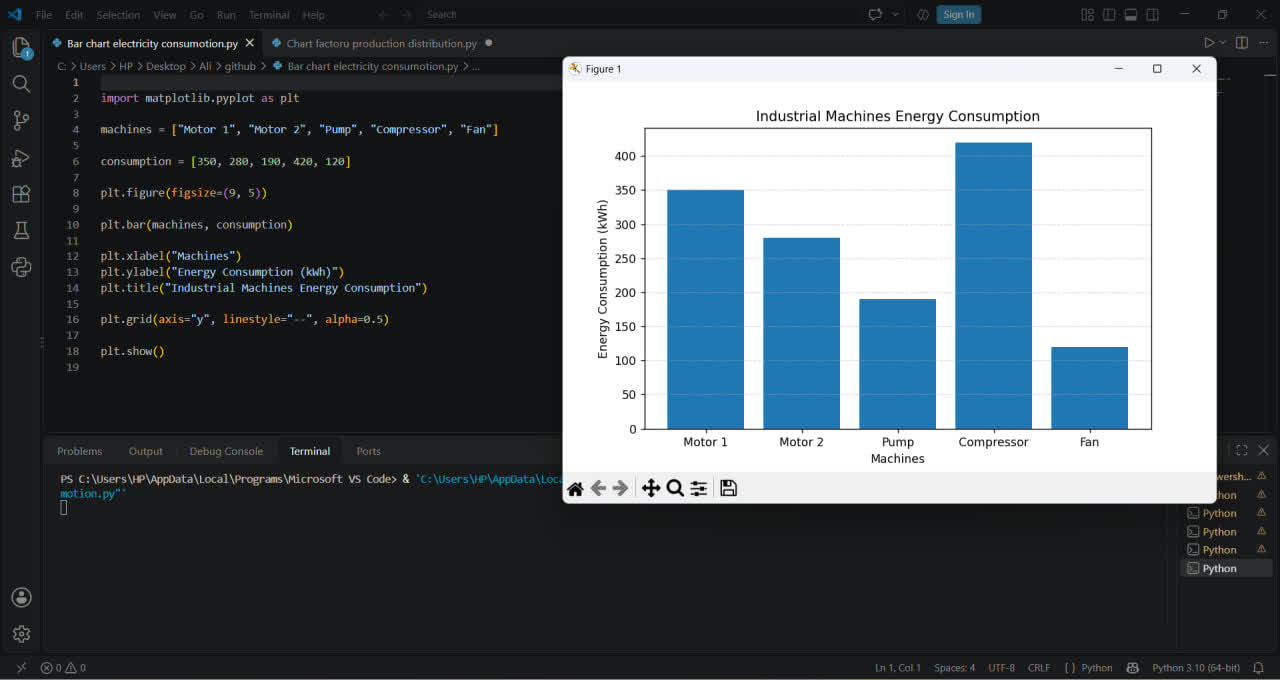 File Edit Selection View Go Run Terminal Help
Search
Sign In
Bar chart electricity consumotion.py
Chart factoru production distribution.py
C: > Users > HP > Desktop > Ali > github > Bar chart electricity consumotion.py > ...
1
2 import matplotlib.pyplot as plt
3
4 machines = ["Motor 1", "Motor 2", "Pump", "Compressor", "Fan"]
5
6 consumption = [350, 280, 190, 420, 120]
7
8 plt.figure(figsize=(9, 5))
9
10 plt.bar(machines, consumption)
11
12 plt.xlabel("Machines")
13 plt.ylabel("Energy Consumption (kWh)")
14 plt.title("Industrial Machines Energy Consumption")
15
16 plt.grid(axis="y", linestyle="--", alpha=0.5)
17
18 plt.show()
19
Figure 1
Industrial Machines Energy Consumption
Energy Consumption (kWh)
400
350
300
250
200
150
100
50
0
Motor 1 Motor 2 Pump Compressor Fan
Machines
Problems Output Debug Console Terminal Ports
PS C:\Users\HP\AppData\Local\Programs\Microsoft VS Code> & 'C:\Users\HP\AppData\Loc
motion.py"'
Python
Python
Python
Python
1
0 0
Ln 1, Col 1 Spaces: 4 UTF-8 CRLF { } Python Python 3.10 (64-bit)